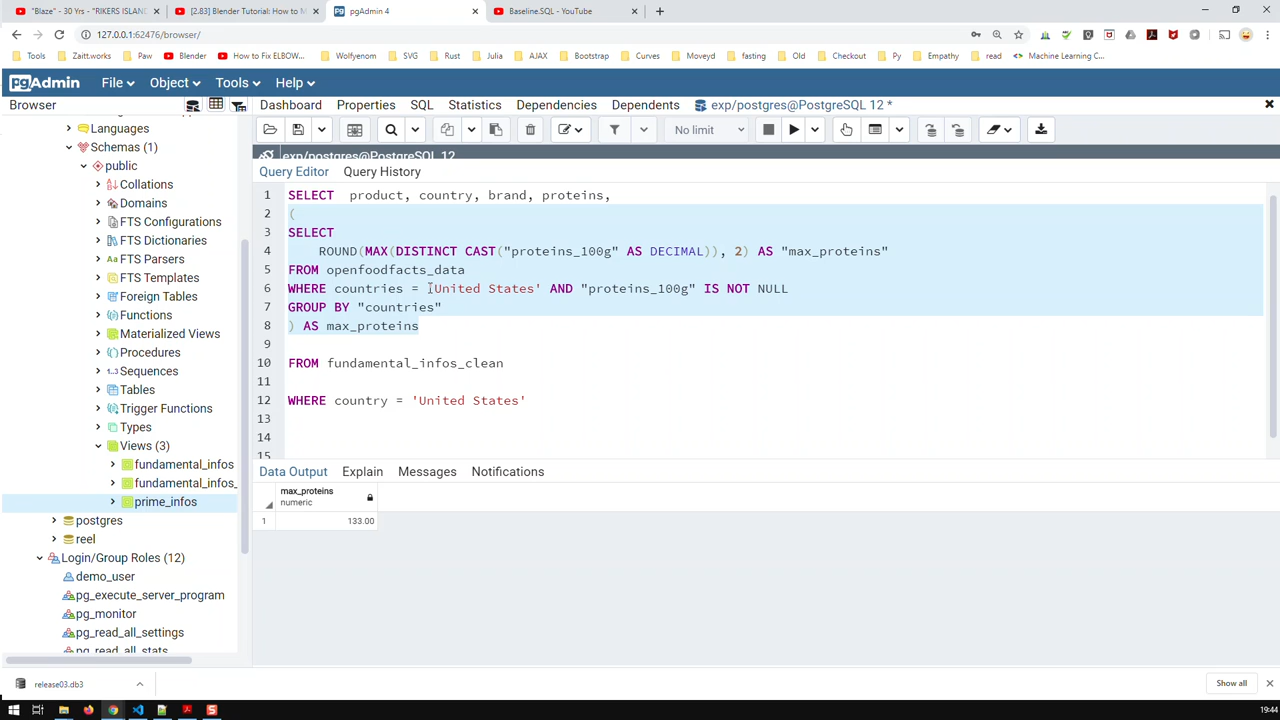 "Blaze" - 30 Yrs - "RIKERS ISLAND
[2.83] Blender Tutorial: How to M
pgAdmin 4
Baseline.SQL - YouTube
127.0.0.1:62476/browser/
Tools
Zaitt.works
Paw
Blender
How to Fix ELBOW...
Wolfyenom
SVG
Rust
Julia
AJAX
Bootstrap
Curves
Moveyd
fasting
Old
Checkout
Py
Empathy
read
Machine Learning C...
pgAdmin
File
Object
Tools
Help
Browser
Dashboard
Properties
SQL
Statistics
Dependencies
Dependents
exp/postgres@PostgreSQL 12 *
No limit
exp/postgres@PostgreSQL 12
Query Editor
Query History
Languages
Schemas (1)
public
Collations
Domains
FTS Configurations
FTS Dictionaries
FTS Parsers
FTS Templates
Foreign Tables
Functions
Materialized Views
Procedures
Sequences
Tables
Trigger Functions
Types
Views (3)
fundamental_infos
fundamental_infos_
prime_infos
postgres
reel
Login/Group Roles (12)
demo_user
pg_execute_server_program
pg_monitor
pg_read_all_settings
pg_read_all_stats
1 SELECT product, country, brand, proteins,
2 (
3 SELECT
4 ROUND(MAX(DISTINCT CAST("proteins_100g" AS DECIMAL)), 2) AS "max_proteins"
5 FROM openfoodfacts_data
6 WHERE countries = 'United States' AND "proteins_100g" IS NOT NULL
7 GROUP BY "countries"
8 ) AS max_proteins
9
10 FROM fundamental_infos_clean
11
12 WHERE country = 'United States'
13
14
15
Data Output
Explain
Messages
Notifications
max_proteins
numeric
1 133.00
release03.db3
Show all
19:44